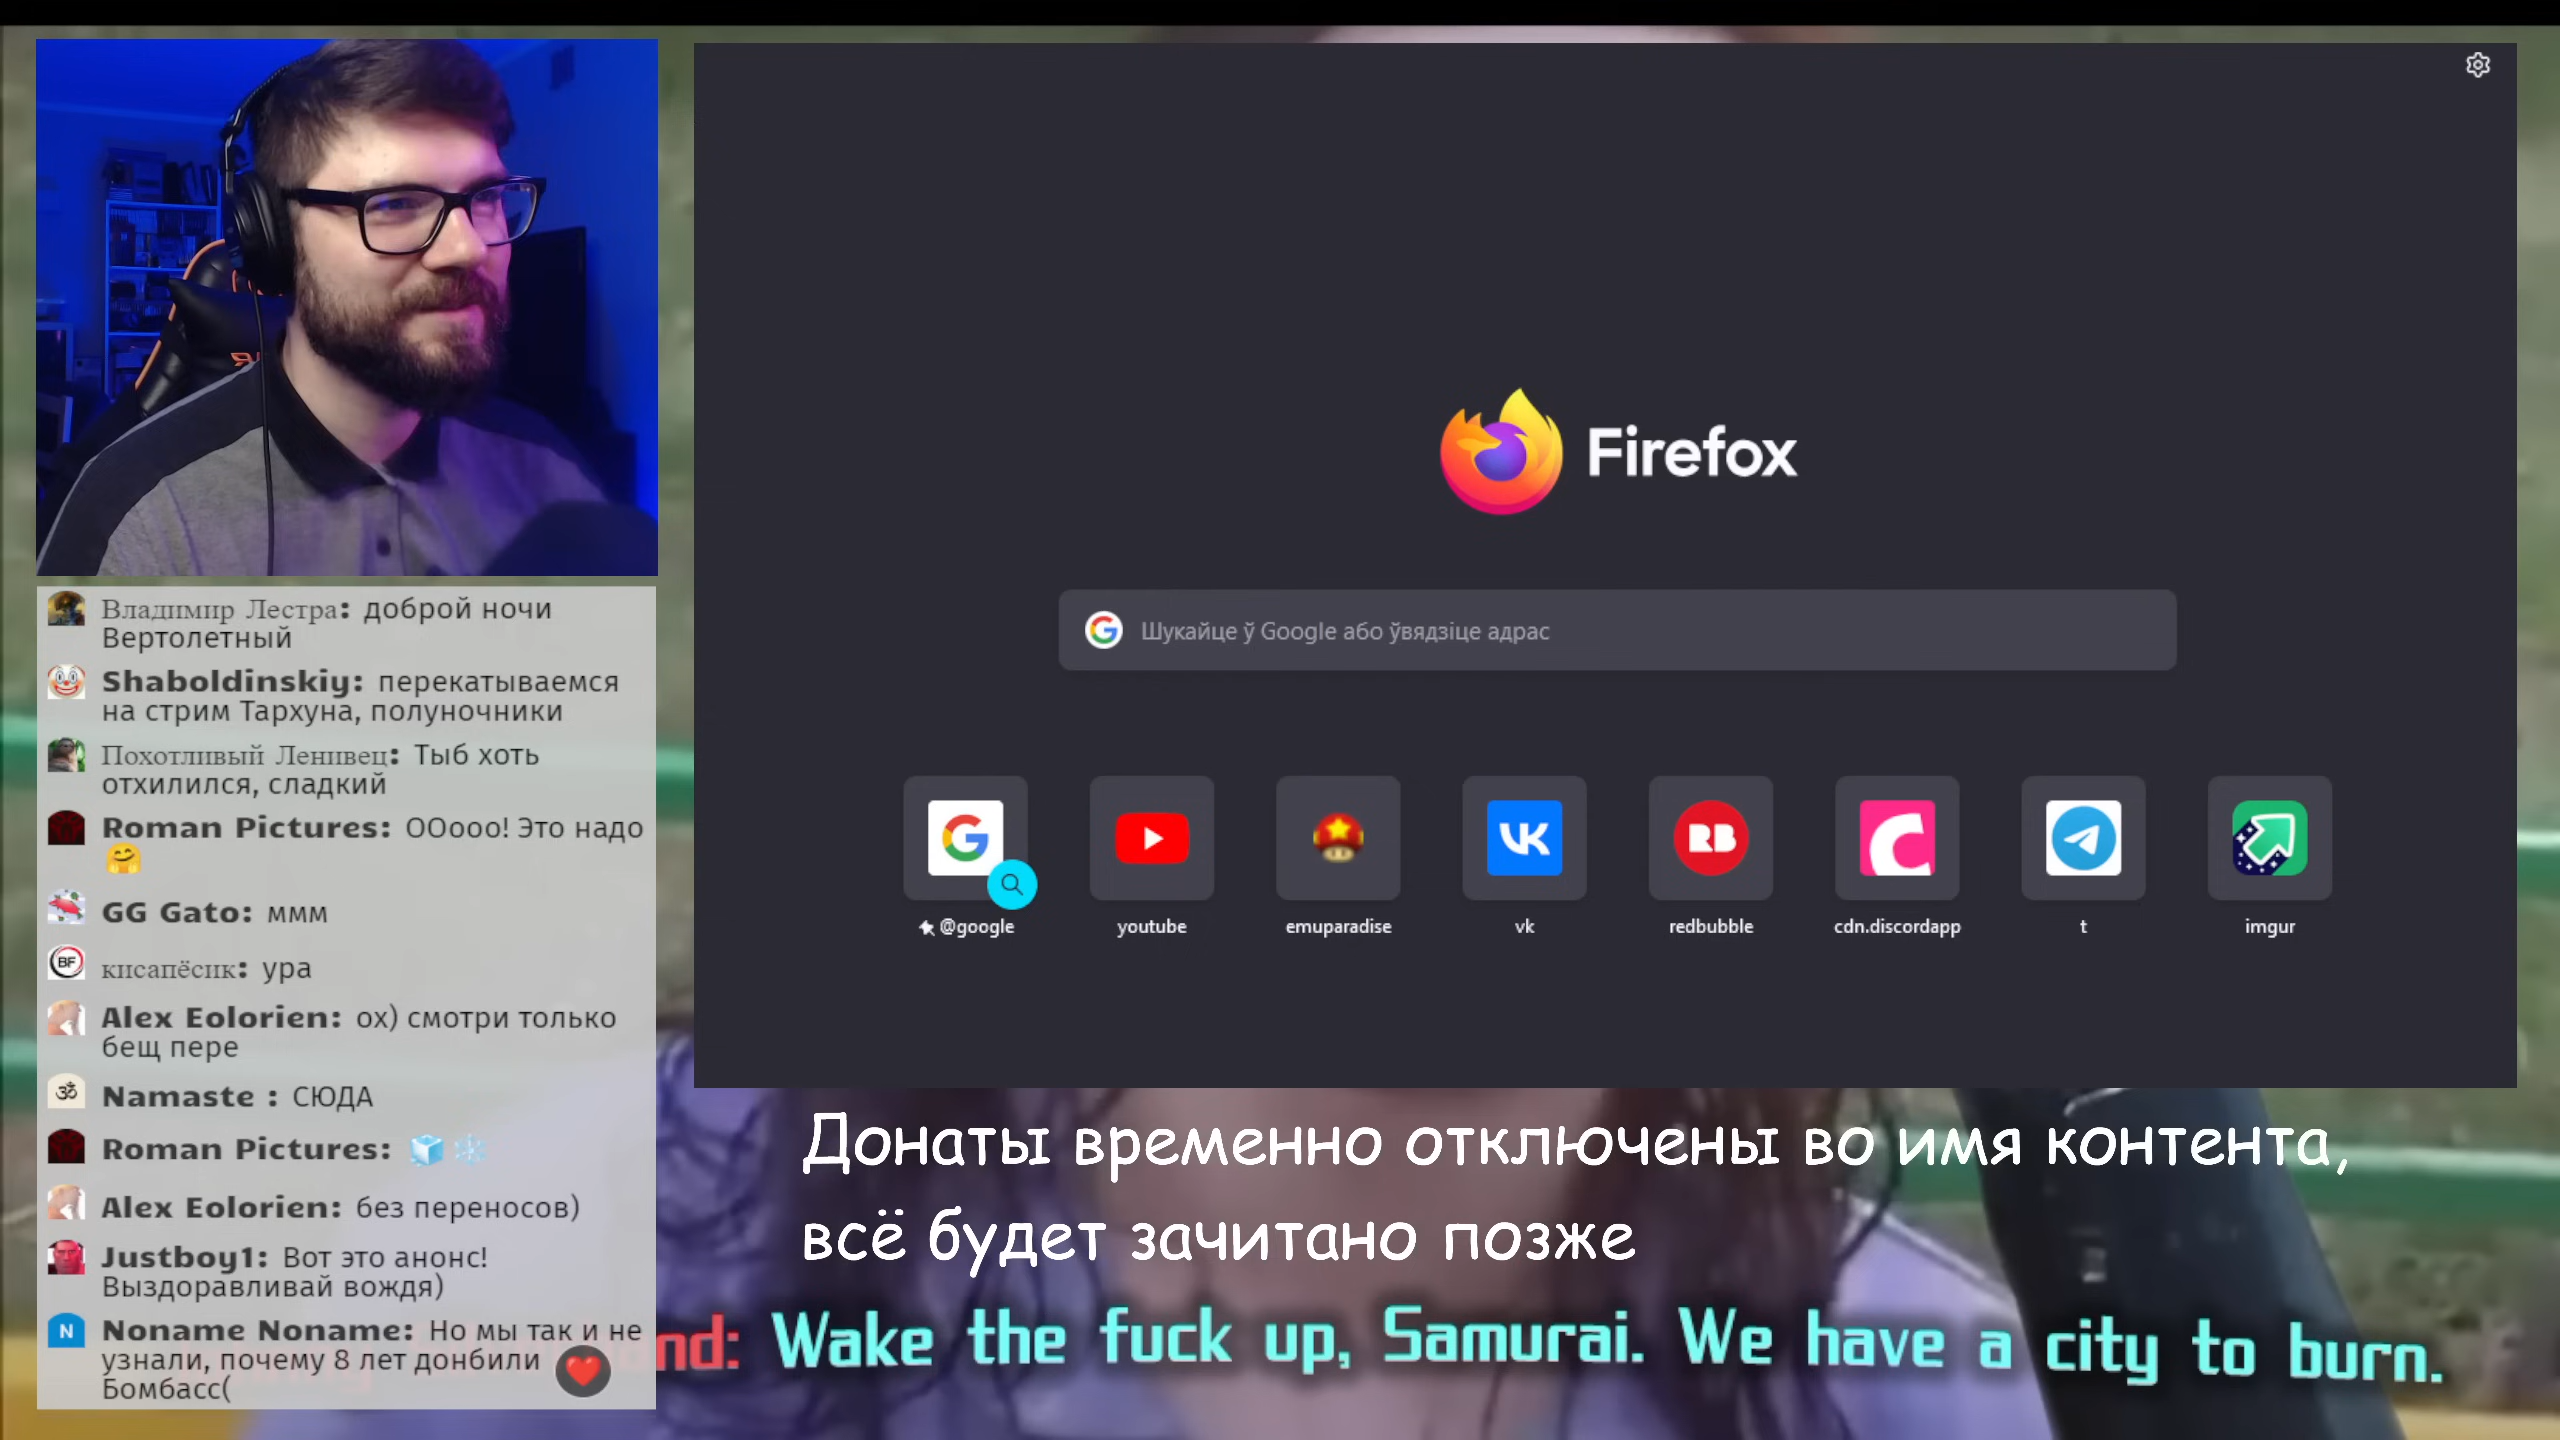 Владимир Лестра: доброй ночи
Вертолетный
Shaboldinskiy: перекатываемся
на стрим Тархуна, полуночники
Похотливый Ленивец: Тыб хоть
отхилился, сладкий
Roman Pictures: ООооо! Это надо
🤗
GG Gato: ммм
BF
кисапёсик: ура
Alex Eolorien: ох) смотри только
бещ пере
Namaste : СЮДА
Roman Pictures: 🧊 ❄️
Alex Eolorien: без переносов)
Justboy1: Вот это анонс!
Выздоравливай вождя)
N
Noname Noname: Но мы так и не
узнали, почему 8 лет донбили
Бомбасс(
Firefox
Шукайце ў Google або ўвядзіце адрас
VK
RB
@google
youtube
emuparadise
vk
redbubble
cdn.discordapp
t
imgur
Донаты временно отключены во имя контента,
всё будет зачитано позже
nd: Wake the fuck up, Samurai. We have a city to burn.